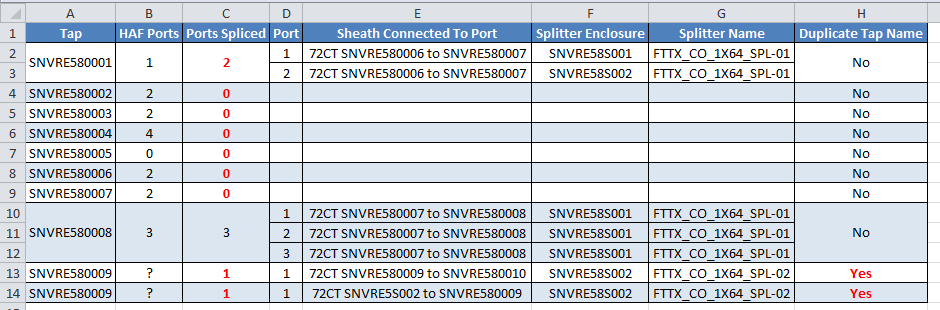 A B C D E F G H
1 Tap HAF Ports Ports Spliced Port Sheath Connected To Port Splitter Enclosure Splitter Name Duplicate Tap Name
2 SNVRE580001 1 2 1 72CT SNVRE580006 to SNVRE580007 SNVRE58S001 FTTX_CO_1X64_SPL-01 No
3 2 72CT SNVRE580006 to SNVRE580007 SNVRE58S002 FTTX_CO_1X64_SPL-01
4 SNVRE580002 2 0 No
5 SNVRE580003 2 0 No
6 SNVRE580004 4 0 No
7 SNVRE580005 0 0 No
8 SNVRE580006 2 0 No
9 SNVRE580007 2 0 No
10 SNVRE580008 3 3 1 72CT SNVRE580007 to SNVRE580008 SNVRE58S001 FTTX_CO_1X64_SPL-01 No
11 2 72CT SNVRE580007 to SNVRE580008 SNVRE58S001 FTTX_CO_1X64_SPL-01
12 3 72CT SNVRE580007 to SNVRE580008 SNVRE58S001 FTTX_CO_1X64_SPL-01
13 SNVRE580009 ? 1 1 72CT SNVRE580009 to SNVRE580010 SNVRE58S002 FTTX_CO_1X64_SPL-02 Yes
14 SNVRE580009 ? 1 1 72CT SNVRE5S002 to SNVRE580009 SNVRE58S002 FTTX_CO_1X64_SPL-02 Yes